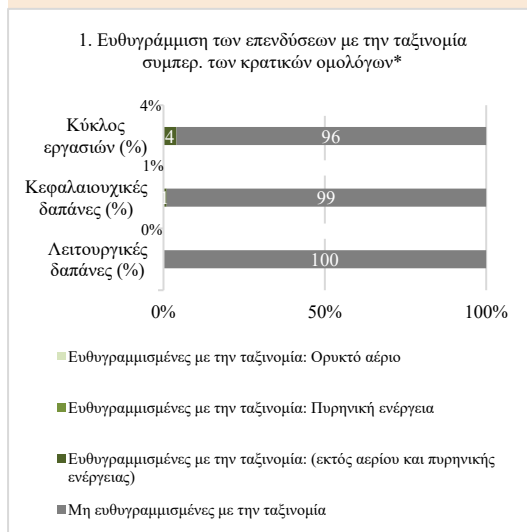 1. Ευθυγράμμιση των επενδύσεων με την ταξινομία
συμπερ. των κρατικών ομολόγων*
4%
Κύκλος
εργασιών (%)
4
96
1%
Κεφαλαιουχικές
δαπάνες (%)
1
99
0%
Λειτουργικές
δαπάνες (%)
100
0%
50%
100%
Ευθυγραμμισμένες με την ταξινομία: Ορυκτό αέριο
Ευθυγραμμισμένες με την ταξινομία: Πυρηνική ενέργεια
Ευθυγραμμισμένες με την ταξινομία: (εκτός αερίου και πυρηνικής
ενέργειας)
Μη ευθυγραμμισμένες με την ταξινομία